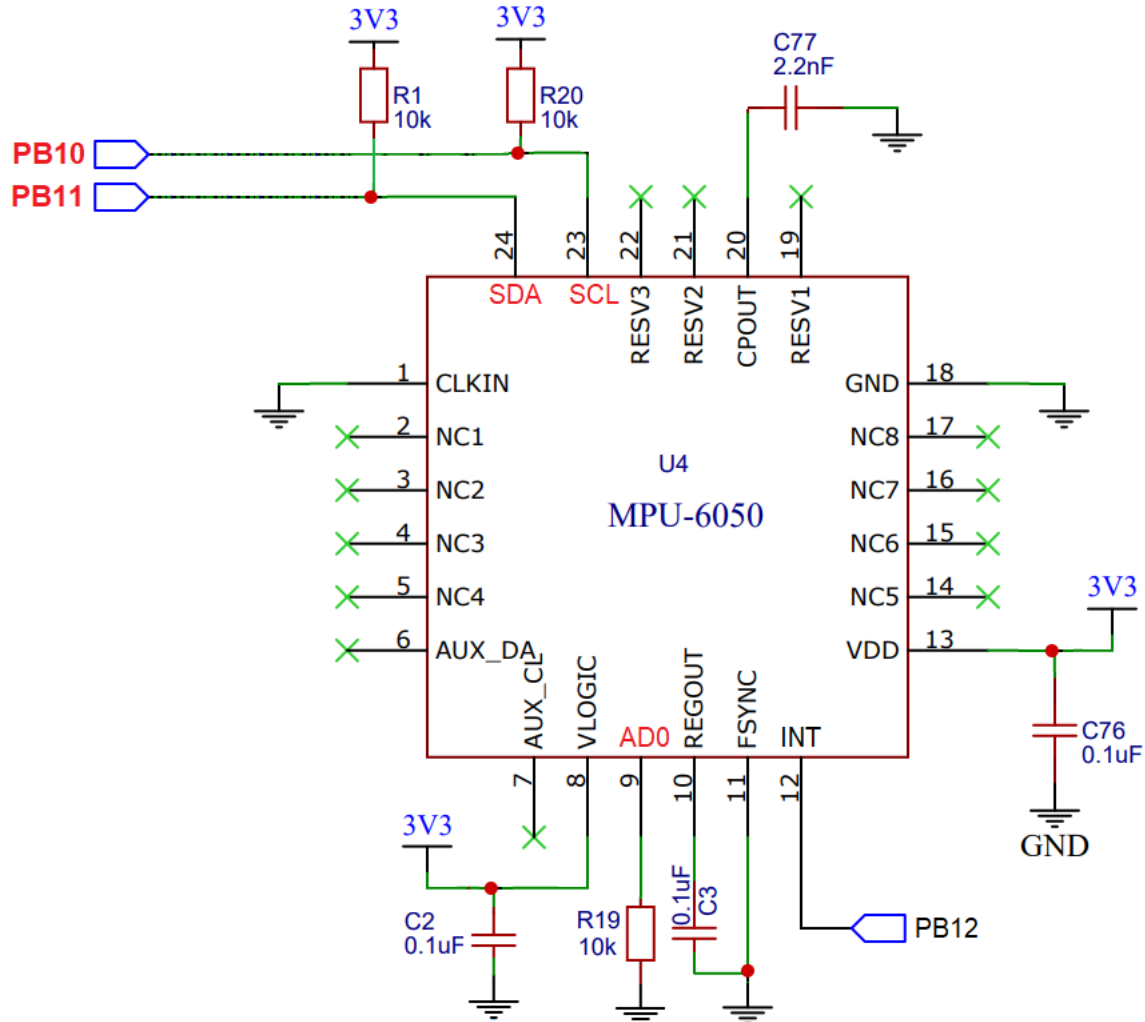 3V3
3V3
C77
2.2nF
R1
10k
R20
10k
PB10
PB11
24
23
22
21
20
19
SDA
SCL
RESV3
RESV2
CPOUT
RESV1
1
CLKIN
GND
18
2
NC1
NC8
17
3
NC2
U4
NC7
16
MPU-6050
4
NC3
NC6
15
5
NC4
NC5
14
3V3
6
AUX_DA
VDD
13
AUX_CL
VLOGIC
AD0
REGOUT
FSYNC
INT
C76
0.1uF
7
8
9
10
11
12
3V3
GND
C2
0.1uF
R19
10k
0.1uF
C3
PB12